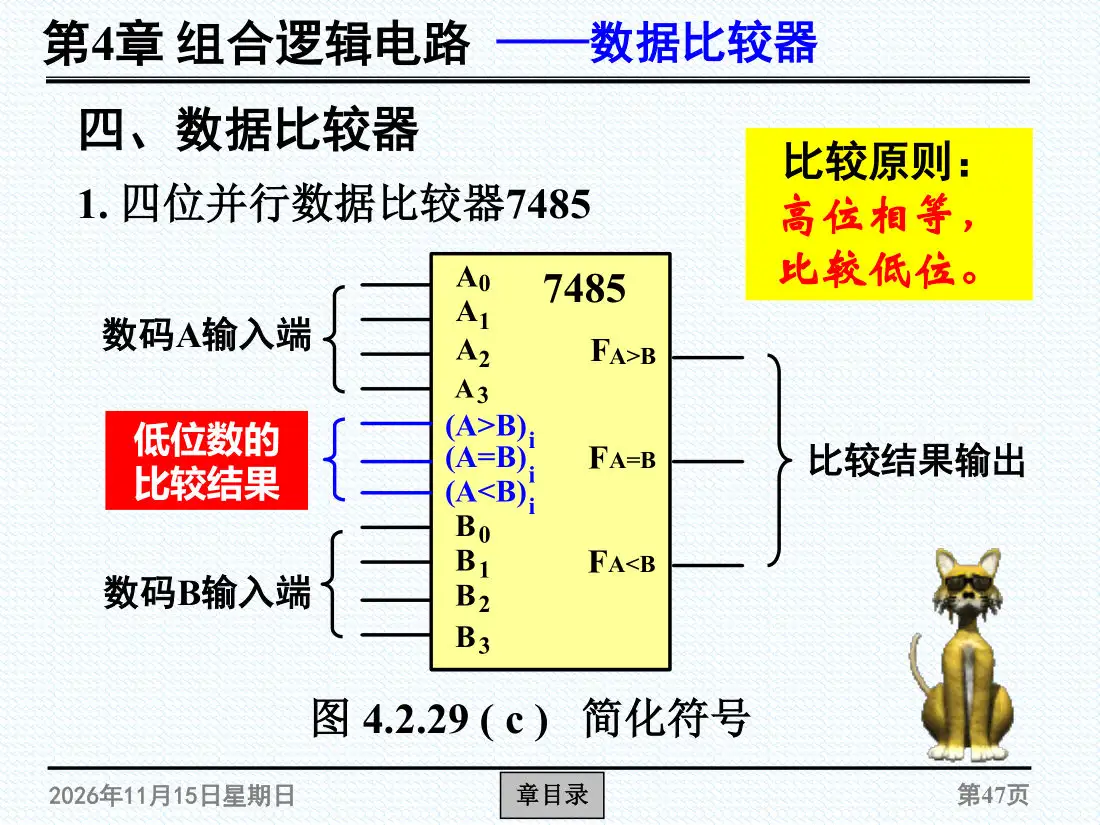 第4章 组合逻辑电路 ——数据比较器
四、数据比较器
1. 四位并行数据比较器7485
比较原则：
高位相等，
比较低位。
数码A输入端
低位数的
比较结果
数码B输入端
7485
A0
A1
A2
A3
(A>B)i
(A=B)i
(A<B)i
B0
B1
B2
B3
FA>B
FA=B
FA<B
比较结果输出
图 4.2.29 ( c ) 简化符号
2026年11月15日星期日
章目录
第47页